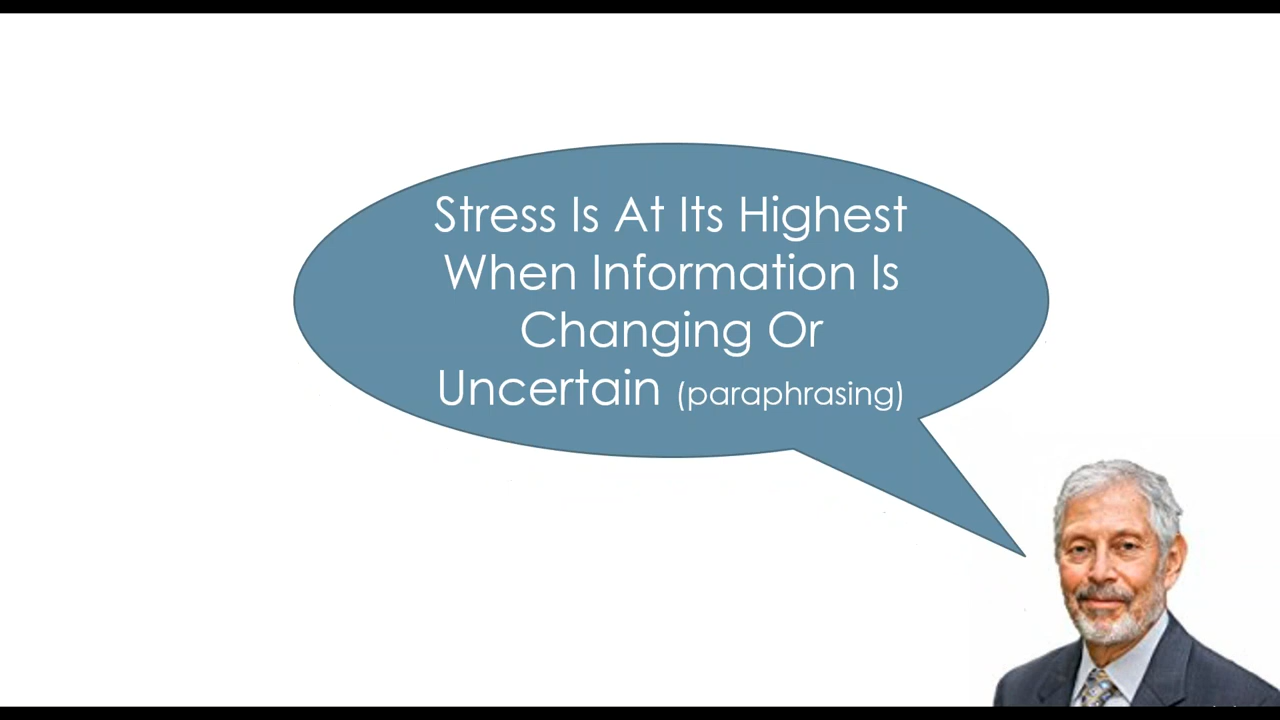 Stress Is At Its Highest
When Information Is
Changing Or
Uncertain (paraphrasing)